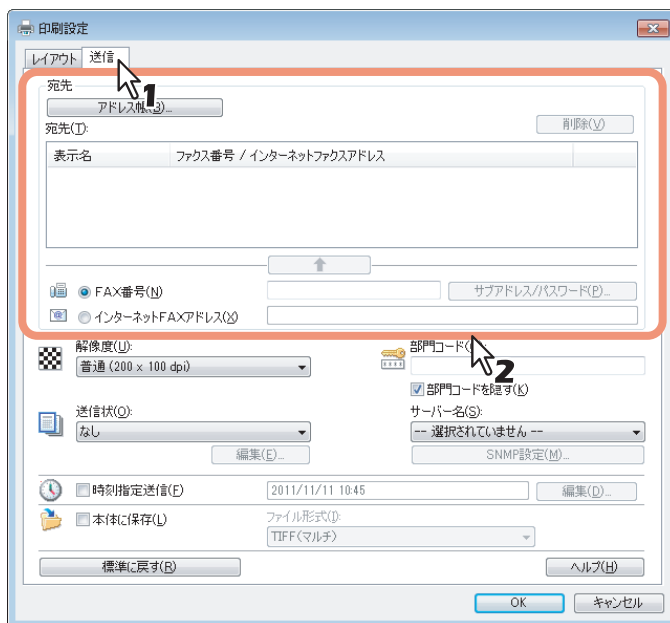 印刷設定
レイアウト 送信
1
宛先
アドレス帳(B)...
宛先(T):
削除(V)
表示名 ファクス番号 / インターネットファクスアドレス
FAX番号(N) サブアドレス/パスワード(P)...
インターネットFAXアドレス(X)
解像度(U): 部門コード(
普通 (200 x 100 dpi)
2
部門コードを隠す(K)
送信状(O): サーバー名(S):
なし -- 選択されていません --
編集(E)... SNMP設定(M)...
時刻指定送信(F) 2011/11/11 10:45 編集(D)...
本体に保存(L) ファイル形式(I):
TIFF(マルチ)
標準に戻す(R) ヘルプ(H)
OK キャンセル